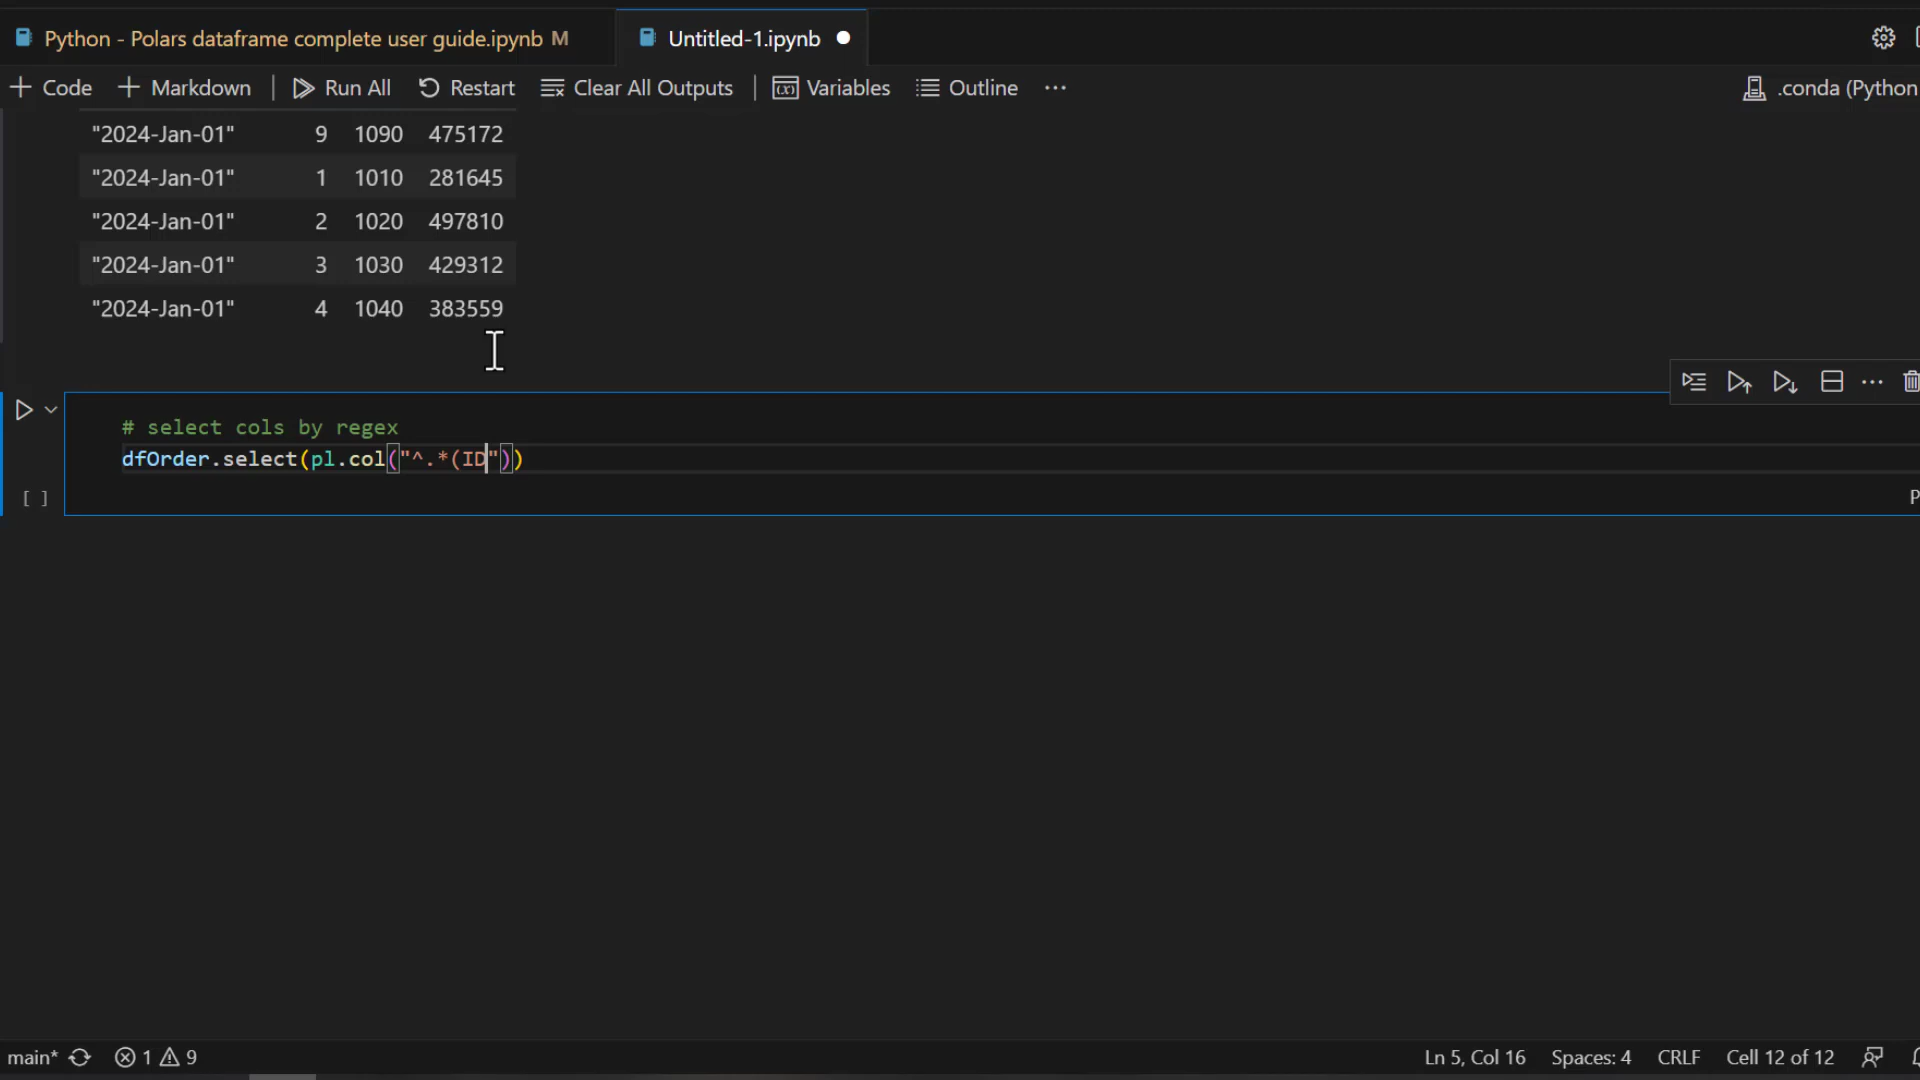 Python - Polars dataframe complete user guide.ipynb M
Untitled-1.ipynb
Code Markdown Run All Restart Clear All Outputs Variables Outline ... .conda (Python
"2024-Jan-01" 9 1090 475172
"2024-Jan-01" 1 1010 281645
"2024-Jan-01" 2 1020 497810
"2024-Jan-01" 3 1030 429312
"2024-Jan-01" 4 1040 383559
# select cols by regex
dfOrder.select(pl.col("^.*(ID"))
[ ]
P
main* 1 9 Ln 5, Col 16 Spaces: 4 CRLF Cell 12 of 12